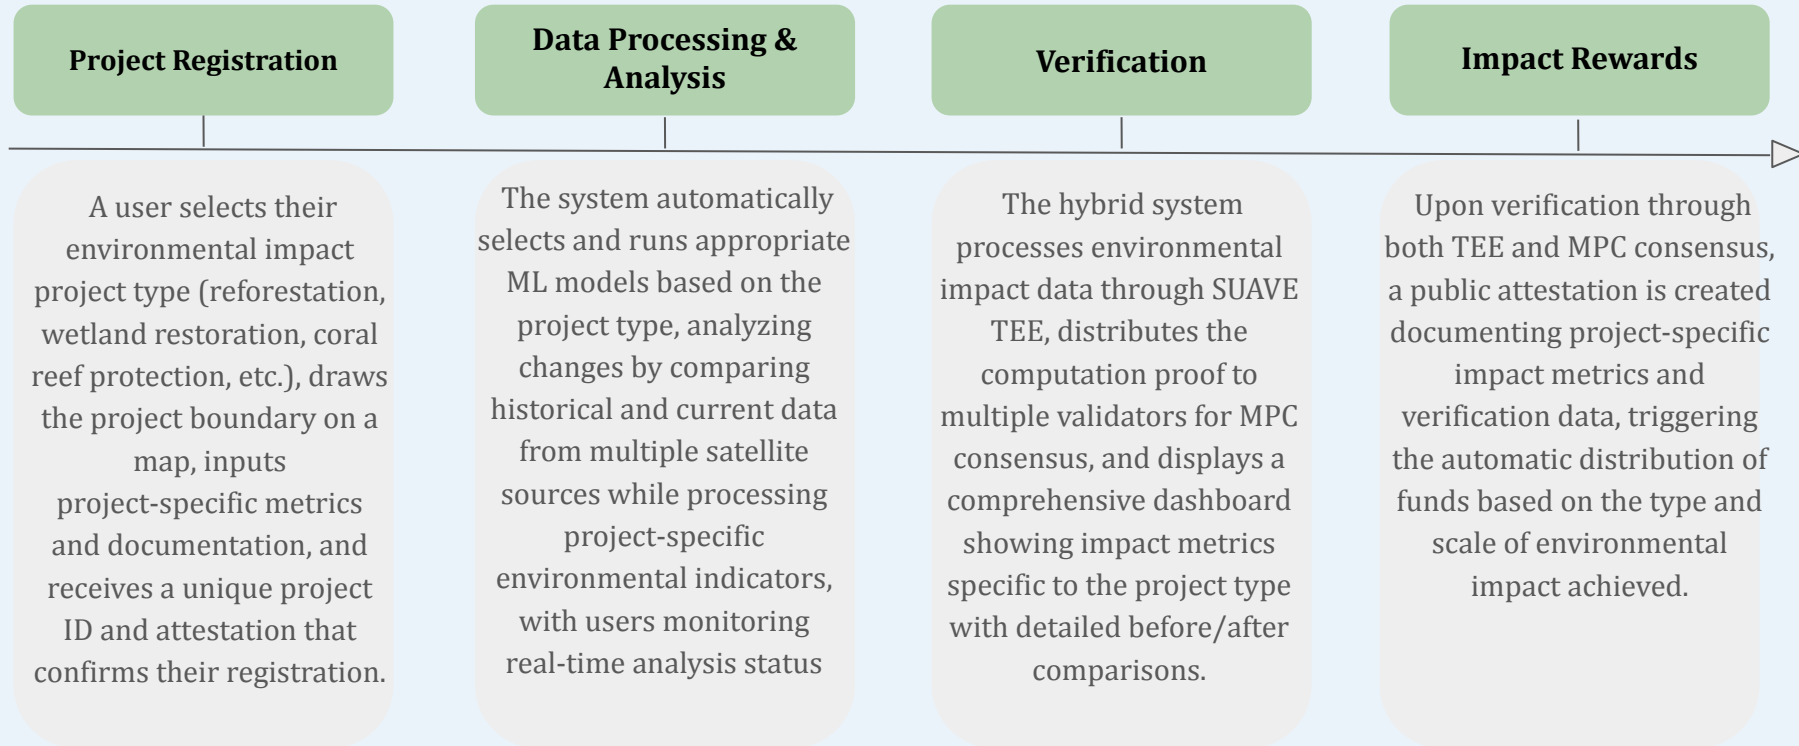 Project Registration
A user selects their
environmental impact
project type (reforestation,
wetland restoration, coral
reef protection, etc.), draws
the project boundary on a
map, inputs
project-specific metrics
and documentation, and
receives a unique project
ID and attestation that
confirms their registration.
Data Processing &
Analysis
The system automatically
selects and runs appropriate
ML models based on the
project type, analyzing
changes by comparing
historical and current data
from multiple satellite
sources while processing
project-specific
environmental indicators,
with users monitoring
real-time analysis status
Verification
The hybrid system
processes environmental
impact data through SUAVE
TEE, distributes the
computation proof to
multiple validators for MPC
consensus, and displays a
comprehensive dashboard
showing impact metrics
specific to the project type
with detailed before/after
comparisons.
Impact Rewards
Upon verification through
both TEE and MPC consensus,
a public attestation is created
documenting project-specific
impact metrics and
verification data, triggering
the automatic distribution of
funds based on the type and
scale of environmental
impact achieved.